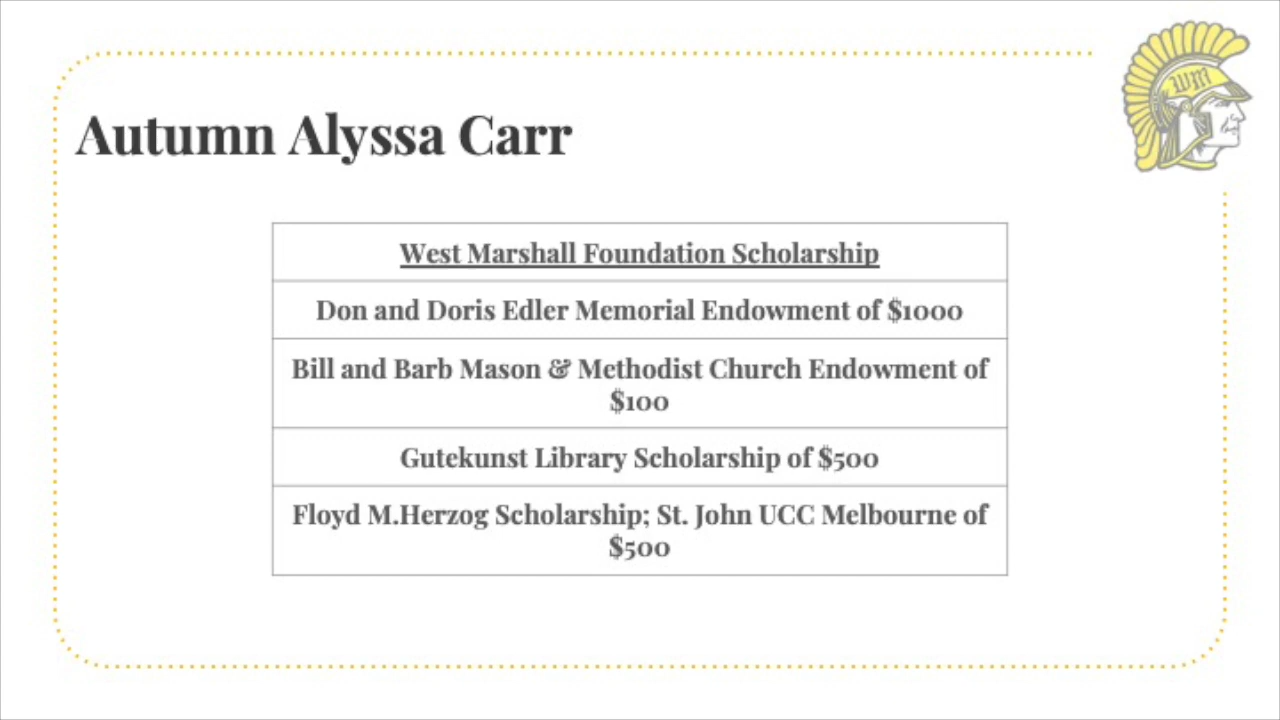 WM
Autumn Alyssa Carr
West Marshall Foundation Scholarship
Don and Doris Edler Memorial Endowment of $1000
Bill and Barb Mason & Methodist Church Endowment of
$100
Gutekunst Library Scholarship of $500
Floyd M.Herzog Scholarship; St. John UCC Melbourne of
$500